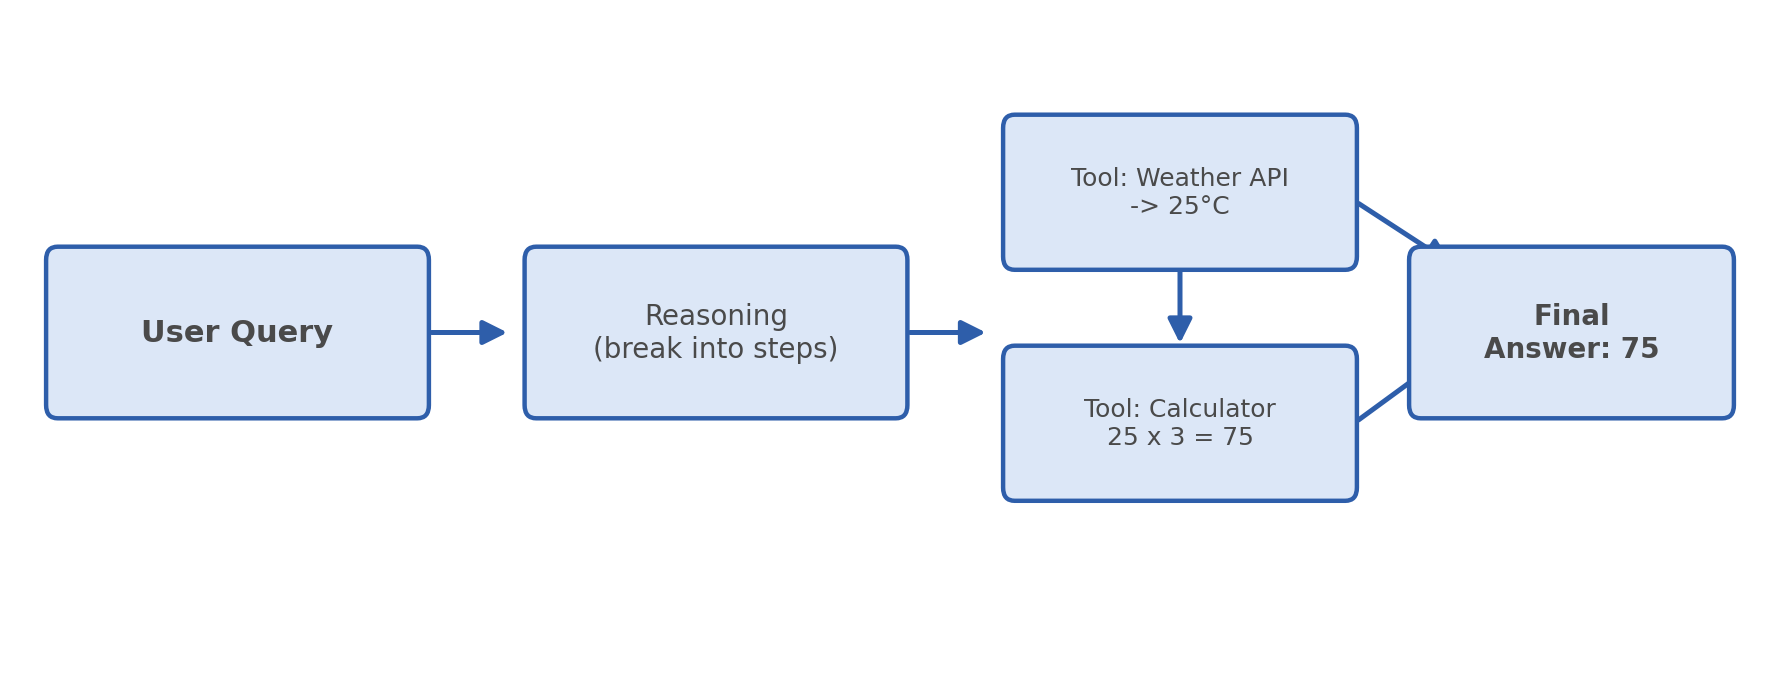 User Query
Reasoning
(break into steps)
Tool: Weather API
-> 25°C
Tool: Calculator
25 x 3 = 75
Final
Answer: 75